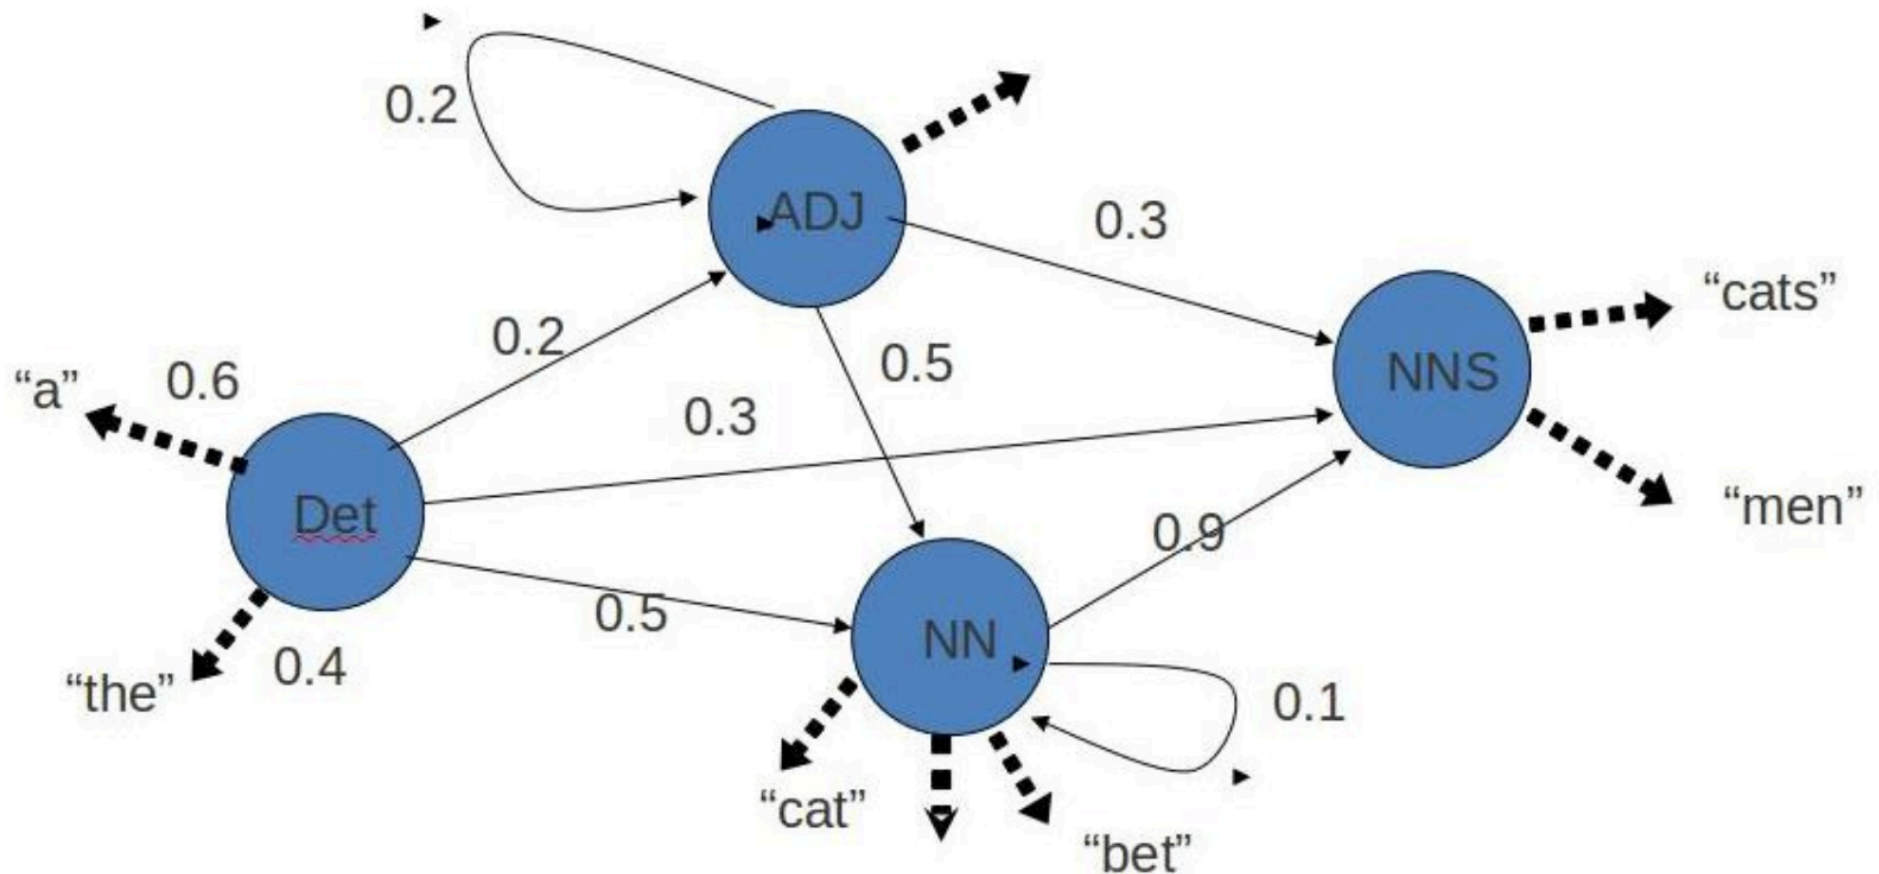 0.2
ADJ
0.3
“cats”
0.2
0.5
NNS
“a”
0.6
0.3
“men”
Det
0.9
0.5
NN
“the”
0.4
0.1
“cat”
“bet”